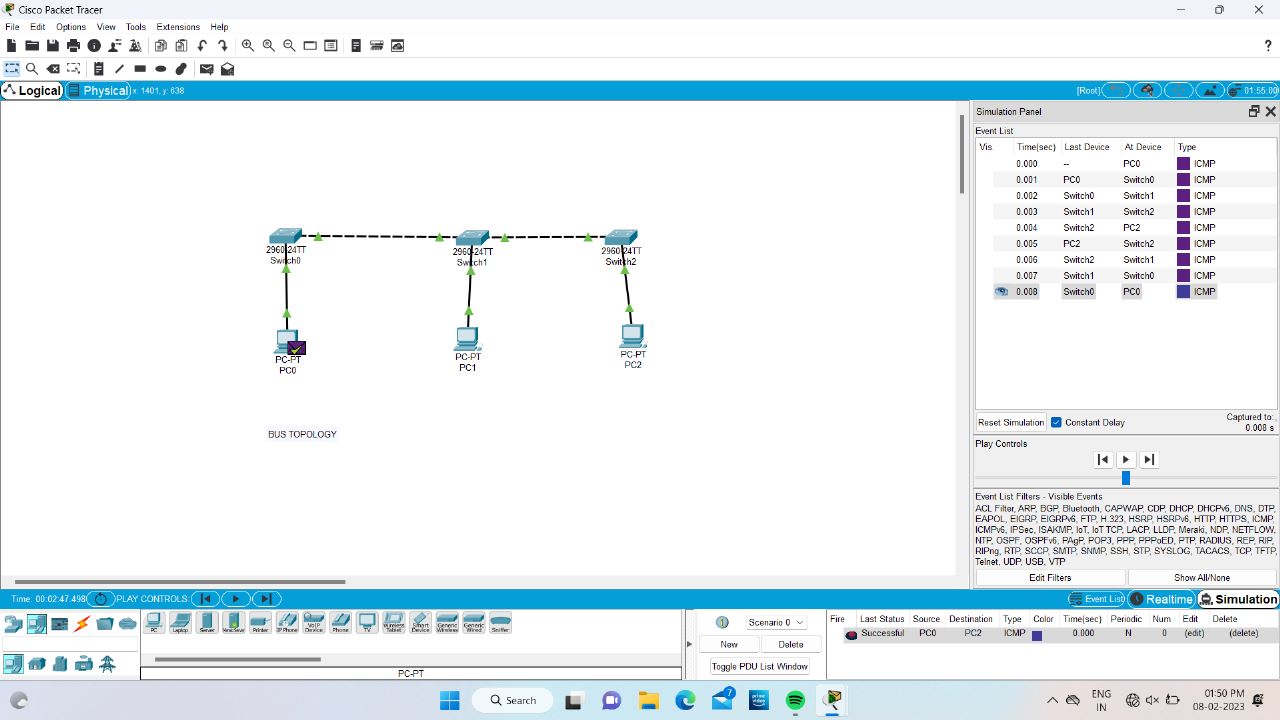 Cisco Packet Tracer
File Edit Options View Tools Extensions Help
Logical Physical x: 1401, y: 638 [Root] 01:55:00
Simulation Panel
Event List
Vis. Time(sec) Last Device At Device Type
0.000 -- PC0 ICMP
0.001 PC0 Switch0 ICMP
0.002 Switch0 Switch1 ICMP
0.003 Switch1 Switch2 ICMP
0.004 Switch2 PC2 ICMP
0.005 PC2 Switch2 ICMP
0.006 Switch2 Switch1 ICMP
0.007 Switch1 Switch0 ICMP
0.008 Switch0 PC0 ICMP
2960-24TT
Switch0
2960-24TT
Switch1
2960-24TT
Switch2
PC-PT
PC0
PC-PT
PC1
PC-PT
PC2
BUS TOPOLOGY
Reset Simulation Constant Delay Captured to:
0.008 s
Play Controls
Event List Filters - Visible Events
ACL Filter, ARP, BGP, Bluetooth, CAPWAP, CDP, DHCP, DHCPv6, DNS, DTP,
EAPOL, EIGRP, EIGRPv6, FTP, H.323, HSRP, HSRPv6, HTTP, HTTPS, ICMP,
ICMPv6, IPSec, ISAKMP, IoT, IoT TCP, LACP, LLDP, Meraki, NDP, NETFLOW,
NTP, OSPF, OSPFv6, PAgP, POP3, PPP, PPPoED, PTP, RADIUS, REP, RIP,
RIPng, RTP, SCCP, SMTP, SNMP, SSH, STP, SYSLOG, TACACS, TCP, TFTP,
Telnet, UDP, USB, VTP
Edit Filters Show All/None
Time: 00:02:47.498 PLAY CONTROLS: Event List Realtime Simulation
PC Laptop Server Printer IP Phone VoIP Device Phone TV Wireless Tablet Smart Device Generic Wireless Generic Wired Sniffer
PC-PT
Scenario 0
New Delete
Toggle PDU List Window
Fire Last Status Source Destination Type Color Time(sec) Periodic Num Edit Delete
Successful PC0 PC2 ICMP 0.000 N 0 (edit) (delete)
Search
7
prime video
ENG
IN
01:50 PM
08-02-2023